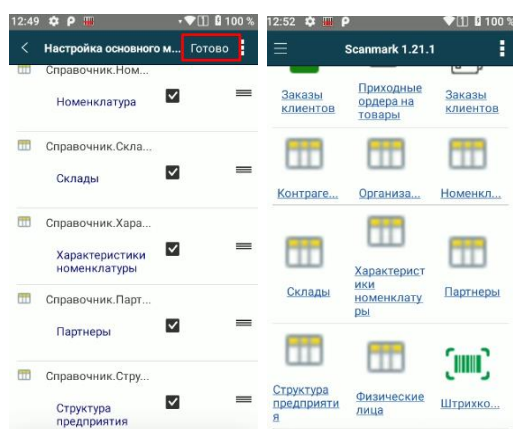 12:49
100 %
Настройка основного м...
Готово
Справочник.Ном...
Номенклатура
Справочник.Скла...
Склады
Справочник.Хара...
Характеристики
номенклатуры
Справочник.Парт...
Партнеры
Справочник.Стру...
Структура
предприятия
12:52
100 %
Scanmark 1.21.1
Заказы
клиентов
Приходные
ордера на
товары
Заказы
клиентов
Контраге...
Организа...
Номенкл...
Склады
Характерист
ики
номенклату
ры
Партнеры
Структура
предприяти
я
Физические
лица
Штрихко...